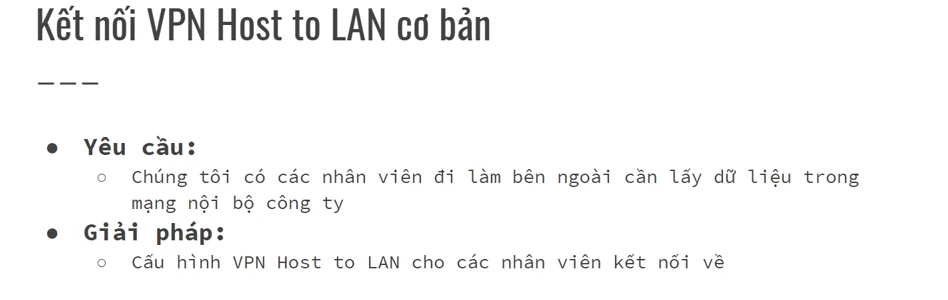 Kết nối VPN Host to LAN cơ bản
———
● Yêu cầu:
○ Chúng tôi có các nhân viên đi làm bên ngoài cần lấy dữ liệu trong
mạng nội bộ công ty
● Giải pháp:
○ Cấu hình VPN Host to LAN cho các nhân viên kết nối về